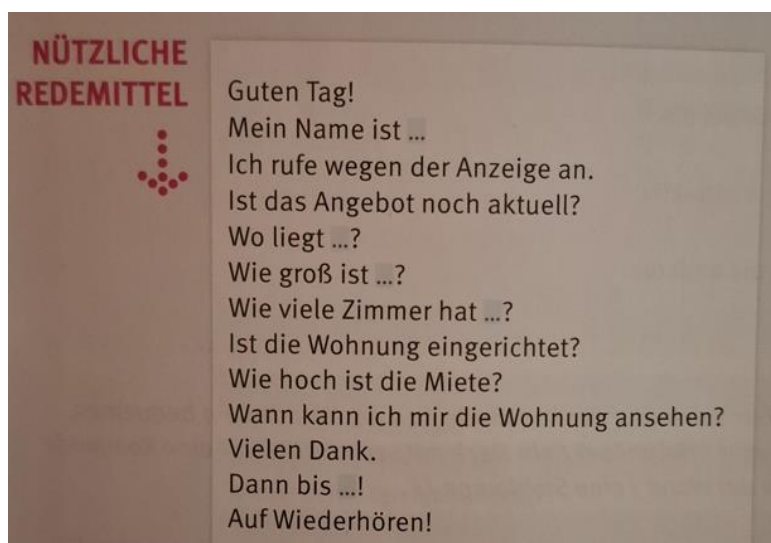 NÜTZLICHE
REDEMITTEL
Guten Tag!
Mein Name ist ...
Ich rufe wegen der Anzeige an.
Ist das Angebot noch aktuell?
Wo liegt ...?
Wie groß ist ...?
Wie viele Zimmer hat ...?
Ist die Wohnung eingerichtet?
Wie hoch ist die Miete?
Wann kann ich mir die Wohnung ansehen?
Vielen Dank.
Dann bis ...!
Auf Wiederhören!